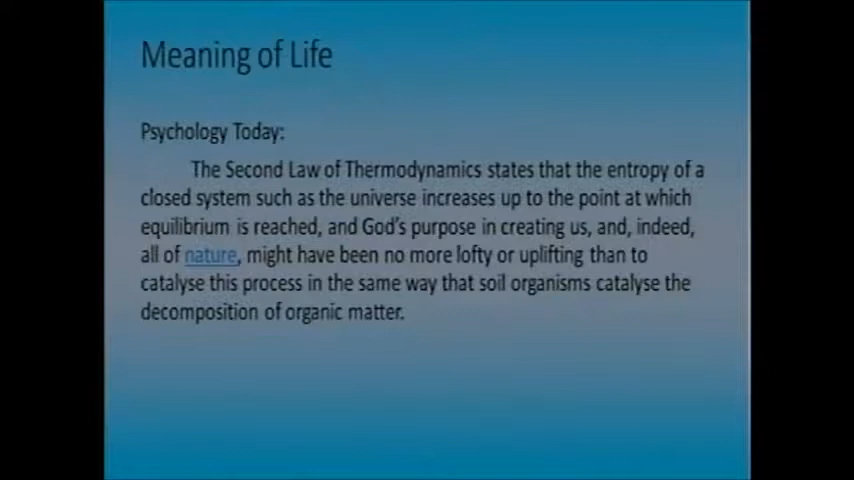 Meaning of Life
Psychology Today:
The Second Law of Thermodynamics states that the entropy of a
closed system such as the universe increases up to the point at which
equilibrium is reached, and God's purpose in creating us, and, indeed,
all of nature, might have been no more lofty or uplifting than to
catalyse this process in the same way that soil organisms catalyse the
decomposition of organic matter.